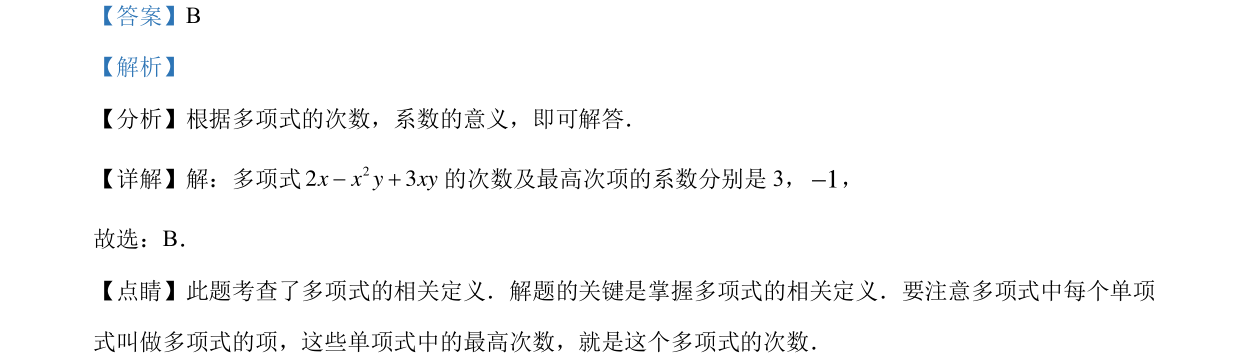 【答案】B
【解析】
【分析】根据多项式的次数，系数的意义，即可解答．
【详解】解：多项式 2x − x²y + 3xy 的次数及最高次项的系数分别是 3， −1，
故选：B．
【点睛】此题考查了多项式的相关定义．解题的关键是掌握多项式的相关定义．要注意多项式中每个单项
式叫做多项式的项，这些单项式中的最高次数，就是这个多项式的次数．